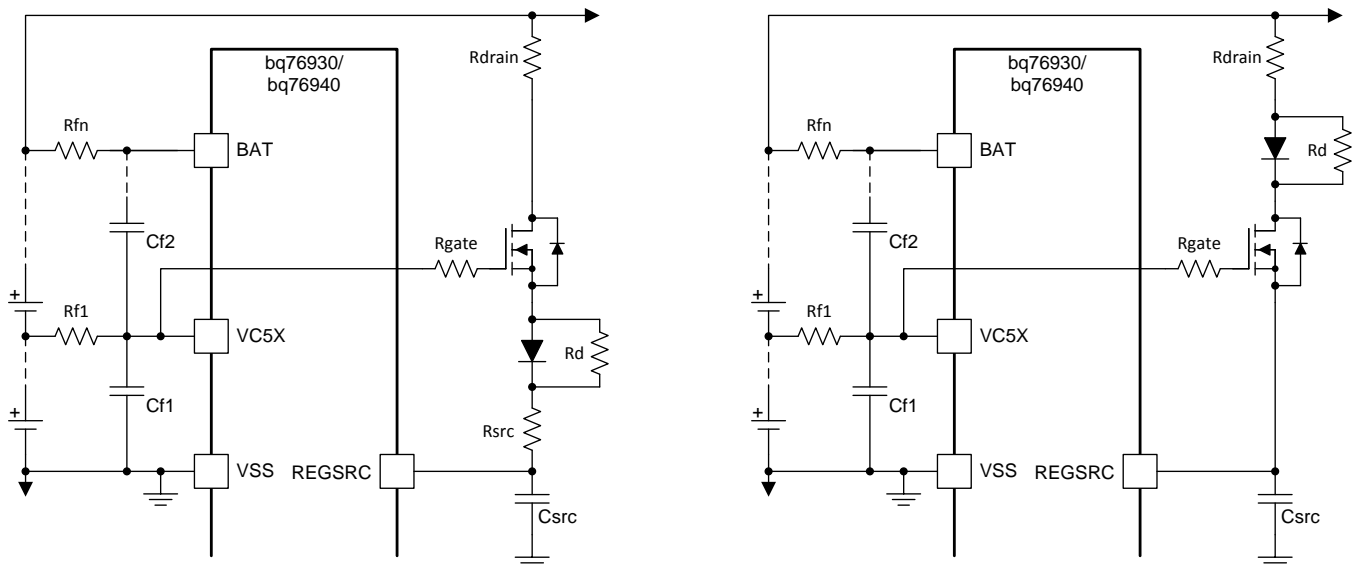 bq76930/
bq76940
Rdrain
Rfn
BAT
Cf2
Rgate
Rf1
VC5X
Rd
Cf1
Rsrc
VSS
REGSRC
Csrc
+
+
bq76930/
bq76940
Rdrain
Rfn
BAT
Rd
Cf2
Rgate
Rf1
VC5X
Cf1
VSS
REGSRC
Csrc
+
+